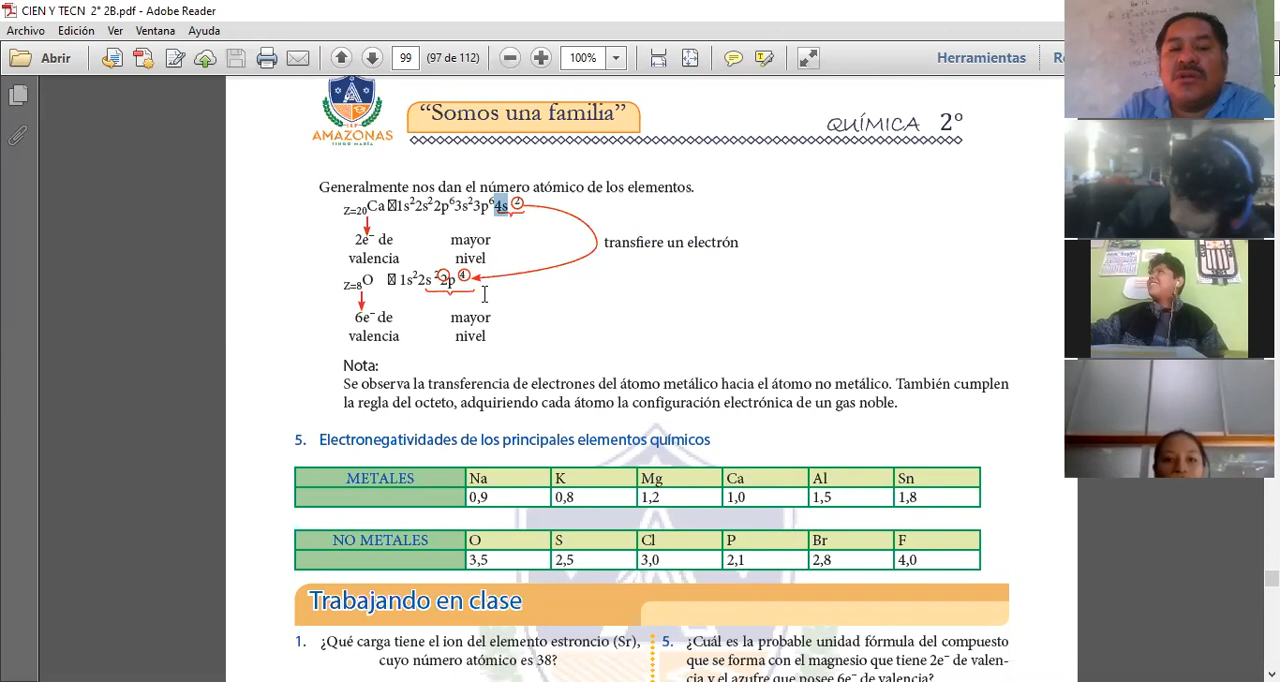 CIEN Y TECN 2° 2B.pdf - Adobe Reader
Archivo Edición Ver Ventana Ayuda
Abrir 99 (97 de 112) 100% Herramientas
AMAZONAS
TINGO MARÍA
“Somos una familia”
QUÍMICA 2°
Generalmente nos dan el número atómico de los elementos.
Z=20Ca 1s²2s²2p⁶3s²3p⁶4s²
2e⁻ de mayor
valencia nivel
transfiere un electrón
Z=8O 1s²2s²2p⁴
6e⁻ de mayor
valencia nivel
Nota:
Se observa la transferencia de electrones del átomo metálico hacia el átomo no metálico. También cumplen
la regla del octeto, adquiriendo cada átomo la configuración electrónica de un gas noble.
5. Electronegatividades de los principales elementos químicos
METALES Na K Mg Ca Al Sn
0,9 0,8 1,2 1,0 1,5 1,8
NO METALES O S Cl P Br F
3,5 2,5 3,0 2,1 2,8 4,0
Trabajando en clase
1. ¿Qué carga tiene el ion del elemento estroncio (Sr),
cuyo número atómico es 38?
5. ¿Cuál es la probable unidad fórmula del compuesto
que se forma con el magnesio que tiene 2e⁻ de valen-
cia y el azufre que posee 6e⁻ de valencia?